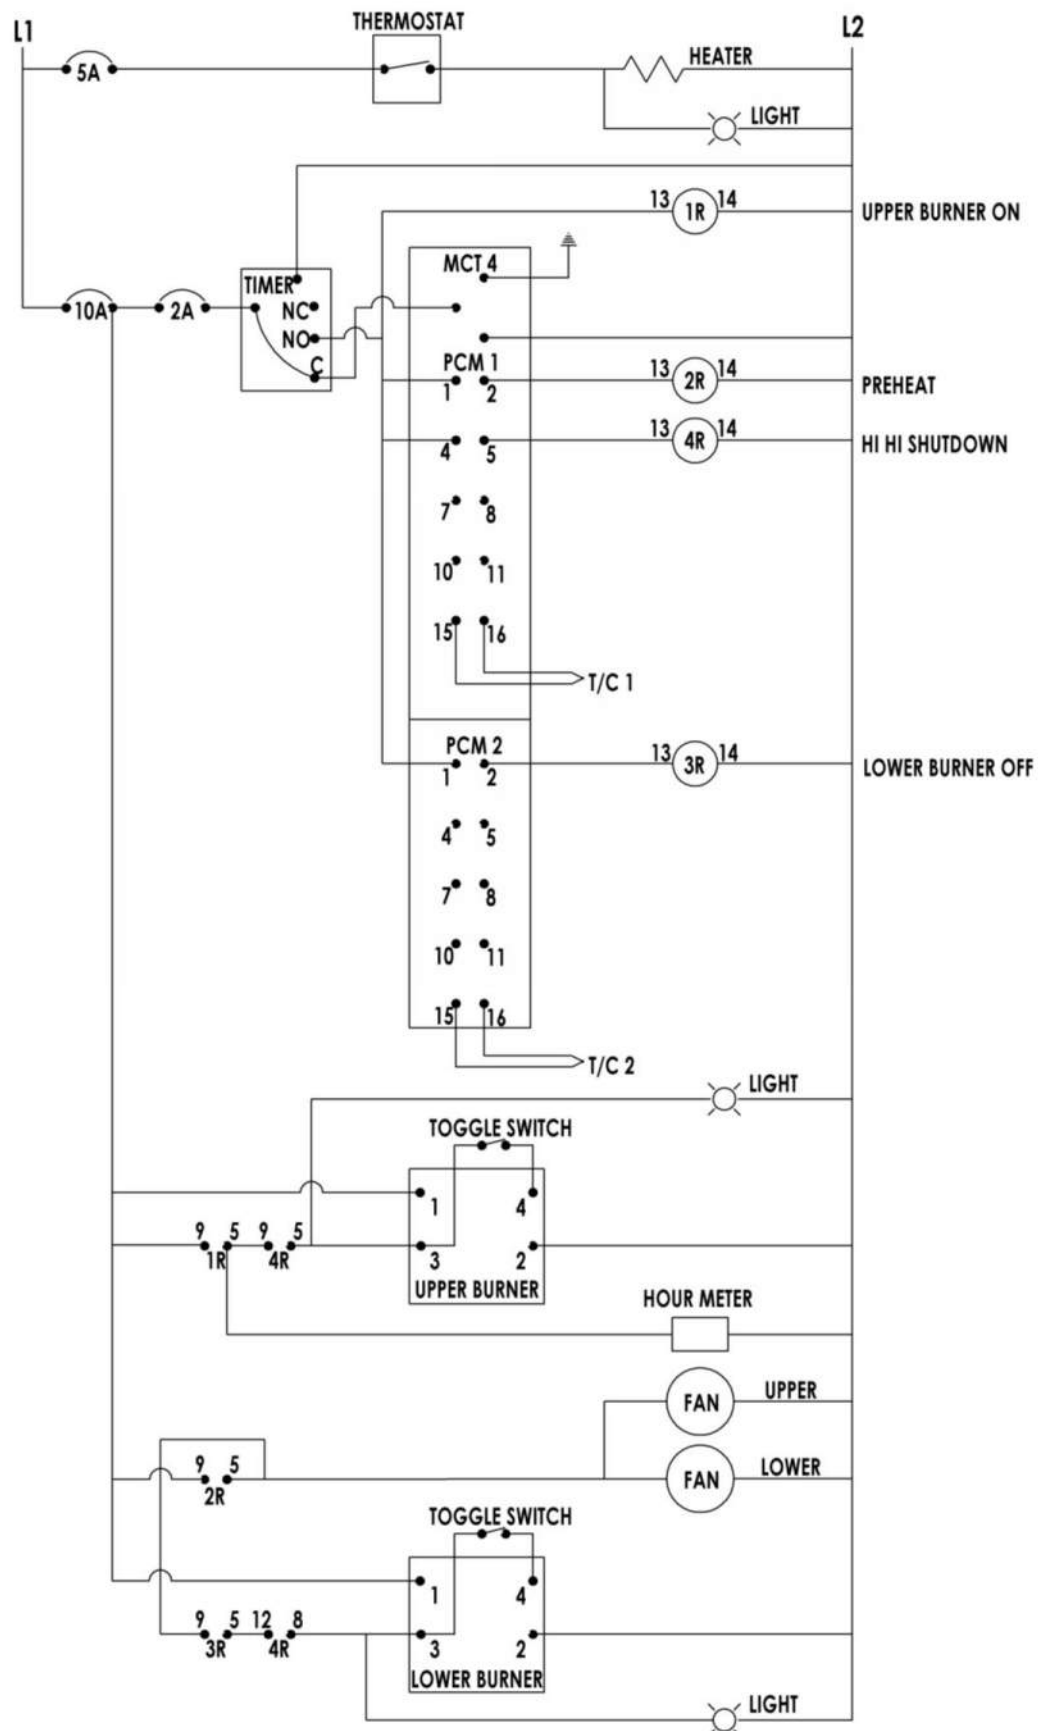 L1 THERMOSTAT L2
5A HEATER
LIGHT
13 1R 14 UPPER BURNER ON
MCT 4
TIMER
10A 2A NC
NO
C PCM 1
1 2 13 2R 14 PREHEAT
4 5 13 4R 14 HI HI SHUTDOWN
7 8
10 11
15 16
T/C 1
PCM 2
1 2 13 3R 14 LOWER BURNER OFF
4 5
7 8
10 11
15 16
T/C 2
LIGHT
TOGGLE SWITCH
1 4
9 5 9 5
1R 4R 3 2
UPPER BURNER
HOUR METER
FAN UPPER
9 5 FAN LOWER
2R
TOGGLE SWITCH
1 4
9 5 12 8
3R 4R 3 2
LOWER BURNER
LIGHT